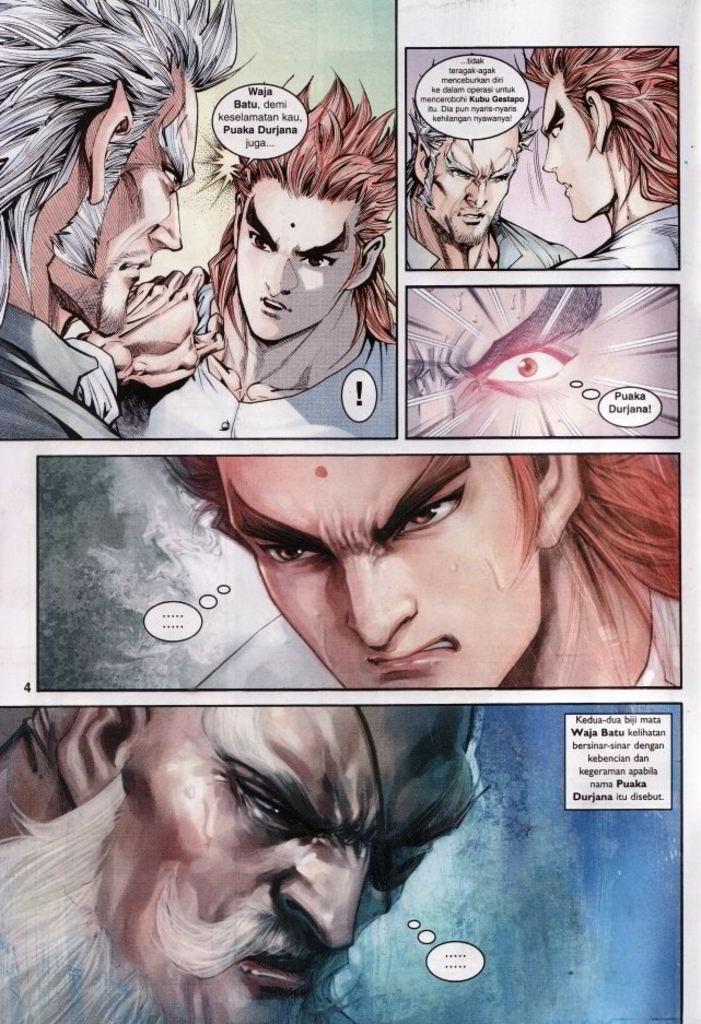 Waja
Batu, demi
keselamatan kau,
Puaka Durjana
juga...
!
...tidak
teragak-agak
menceburkan diri
ke dalam operasi untuk
mencerobohi Kubu Gestapo
itu. Dia pun nyaris-nyaris
kehilangan nyawanya!
Puaka
Durjana!
.....
.....
4
Kedua-dua biji mata
Waja Batu kelihatan
bersinar-sinar dengan
kebencian dan
kegeraman apabila
nama Puaka
Durjana itu disebut.
.....
.....